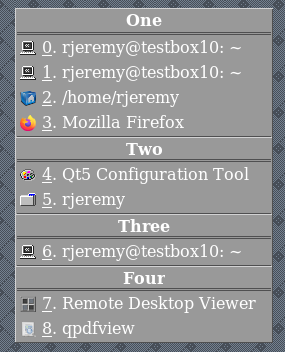 One
0. rjeremy@testbox10: ~
1. rjeremy@testbox10: ~
2. /home/rjeremy
3. Mozilla Firefox
Two
4. Qt5 Configuration Tool
5. rjeremy
Three
6. rjeremy@testbox10: ~
Four
7. Remote Desktop Viewer
8. qpdfview